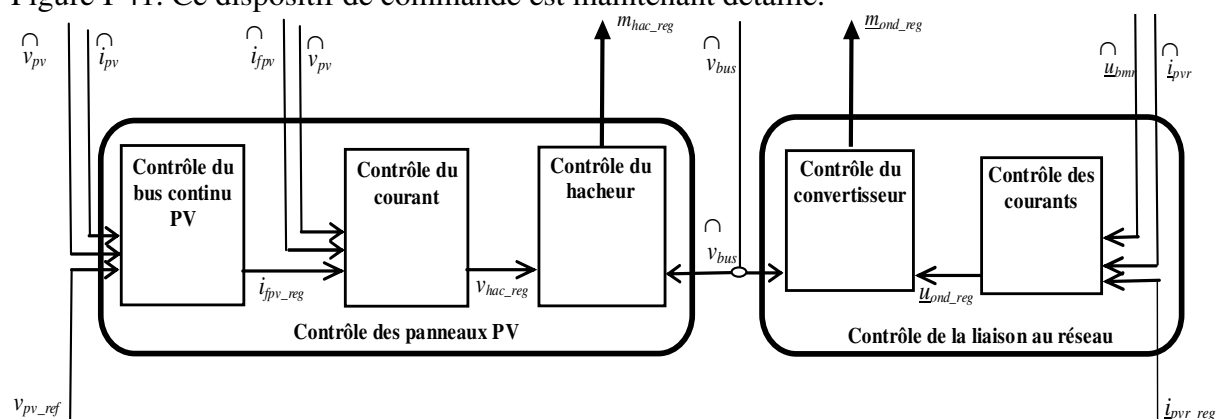 Figure I-41. Ce dispositif de commande est maintenant détaillé.
v_pv i_pv i_fpv v_pv m_hac_reg v_bus m_ond_reg u_bmr i_pvr
Contrôle du
bus continu
PV
Contrôle du
courant
Contrôle du
hacheur
Contrôle du
convertisseur
Contrôle des
courants
v_bus
i_fpv_reg
v_hac_reg
u_ond_reg
Contrôle des panneaux PV
Contrôle de la liaison au réseau
v_pv_ref
i_pvr_reg